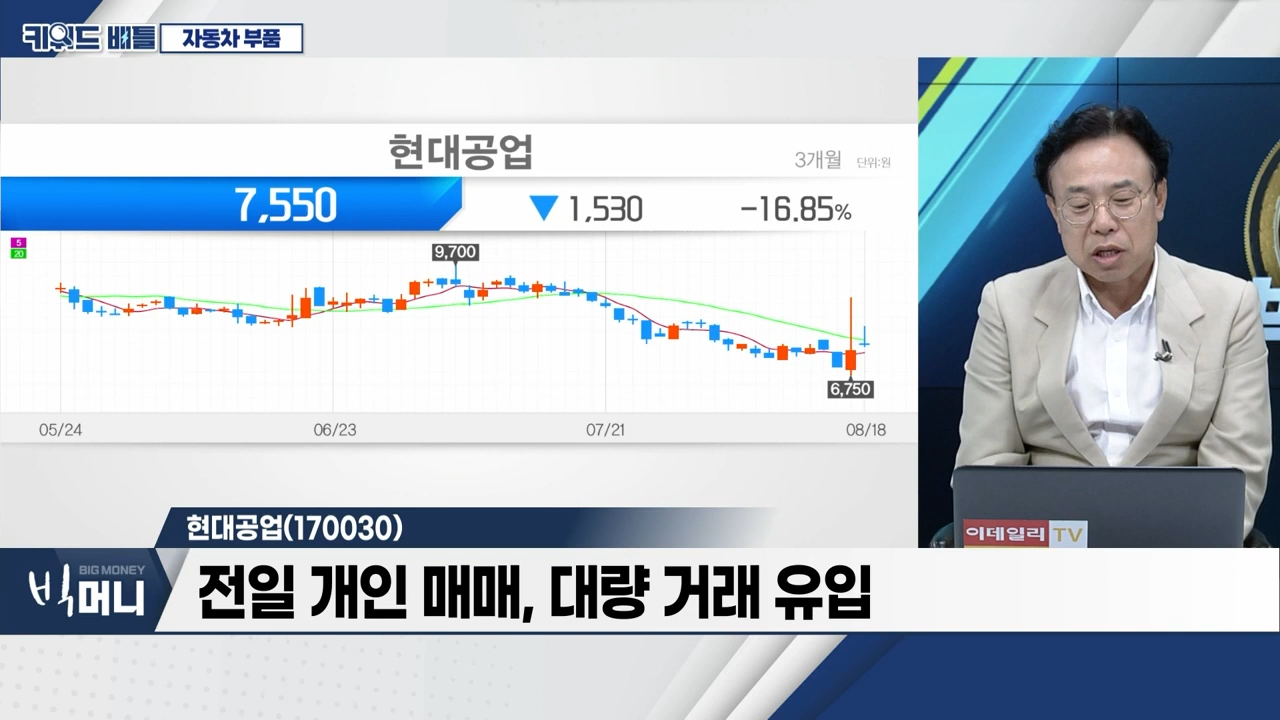 키워드 배틀 자동차 부품
현대공업
3개월 단위:원
7,550 ▼ 1,530 -16.85%
5
20
9,700
6,750
05/24 06/23 07/21 08/18
이데일리 TV
현대공업(170030)
BIG MONEY
빅머니
전일 개인 매매, 대량 거래 유입